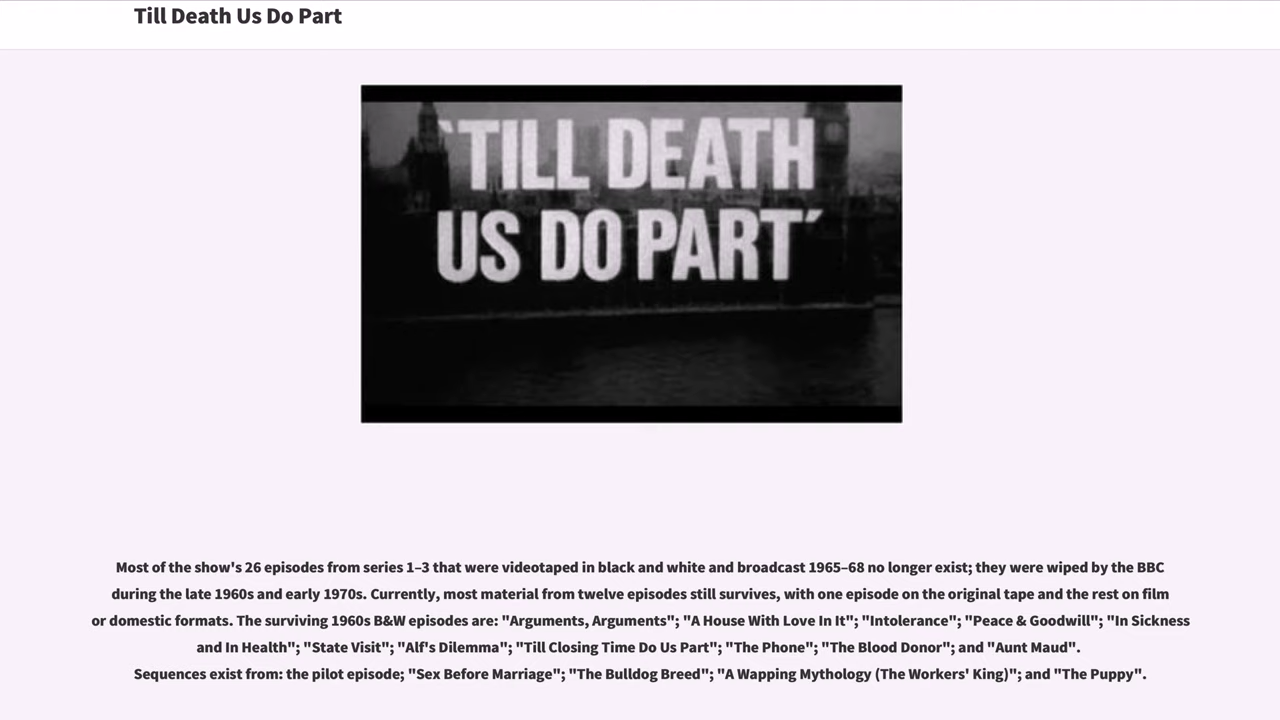 Till Death Us Do Part
‵TILL DEATH
US DO PART′
Most of the show's 26 episodes from series 1–3 that were videotaped in black and white and broadcast 1965–68 no longer exist; they were wiped by the BBC
during the late 1960s and early 1970s. Currently, most material from twelve episodes still survives, with one episode on the original tape and the rest on film
or domestic formats. The surviving 1960s B&W episodes are: "Arguments, Arguments"; "A House With Love In It"; "Intolerance"; "Peace & Goodwill"; "In Sickness
and In Health"; "State Visit"; "Alf's Dilemma"; "Till Closing Time Do Us Part"; "The Phone"; "The Blood Donor"; and "Aunt Maud".
Sequences exist from: the pilot episode; "Sex Before Marriage"; "The Bulldog Breed"; "A Wapping Mythology (The Workers' King)"; and "The Puppy".